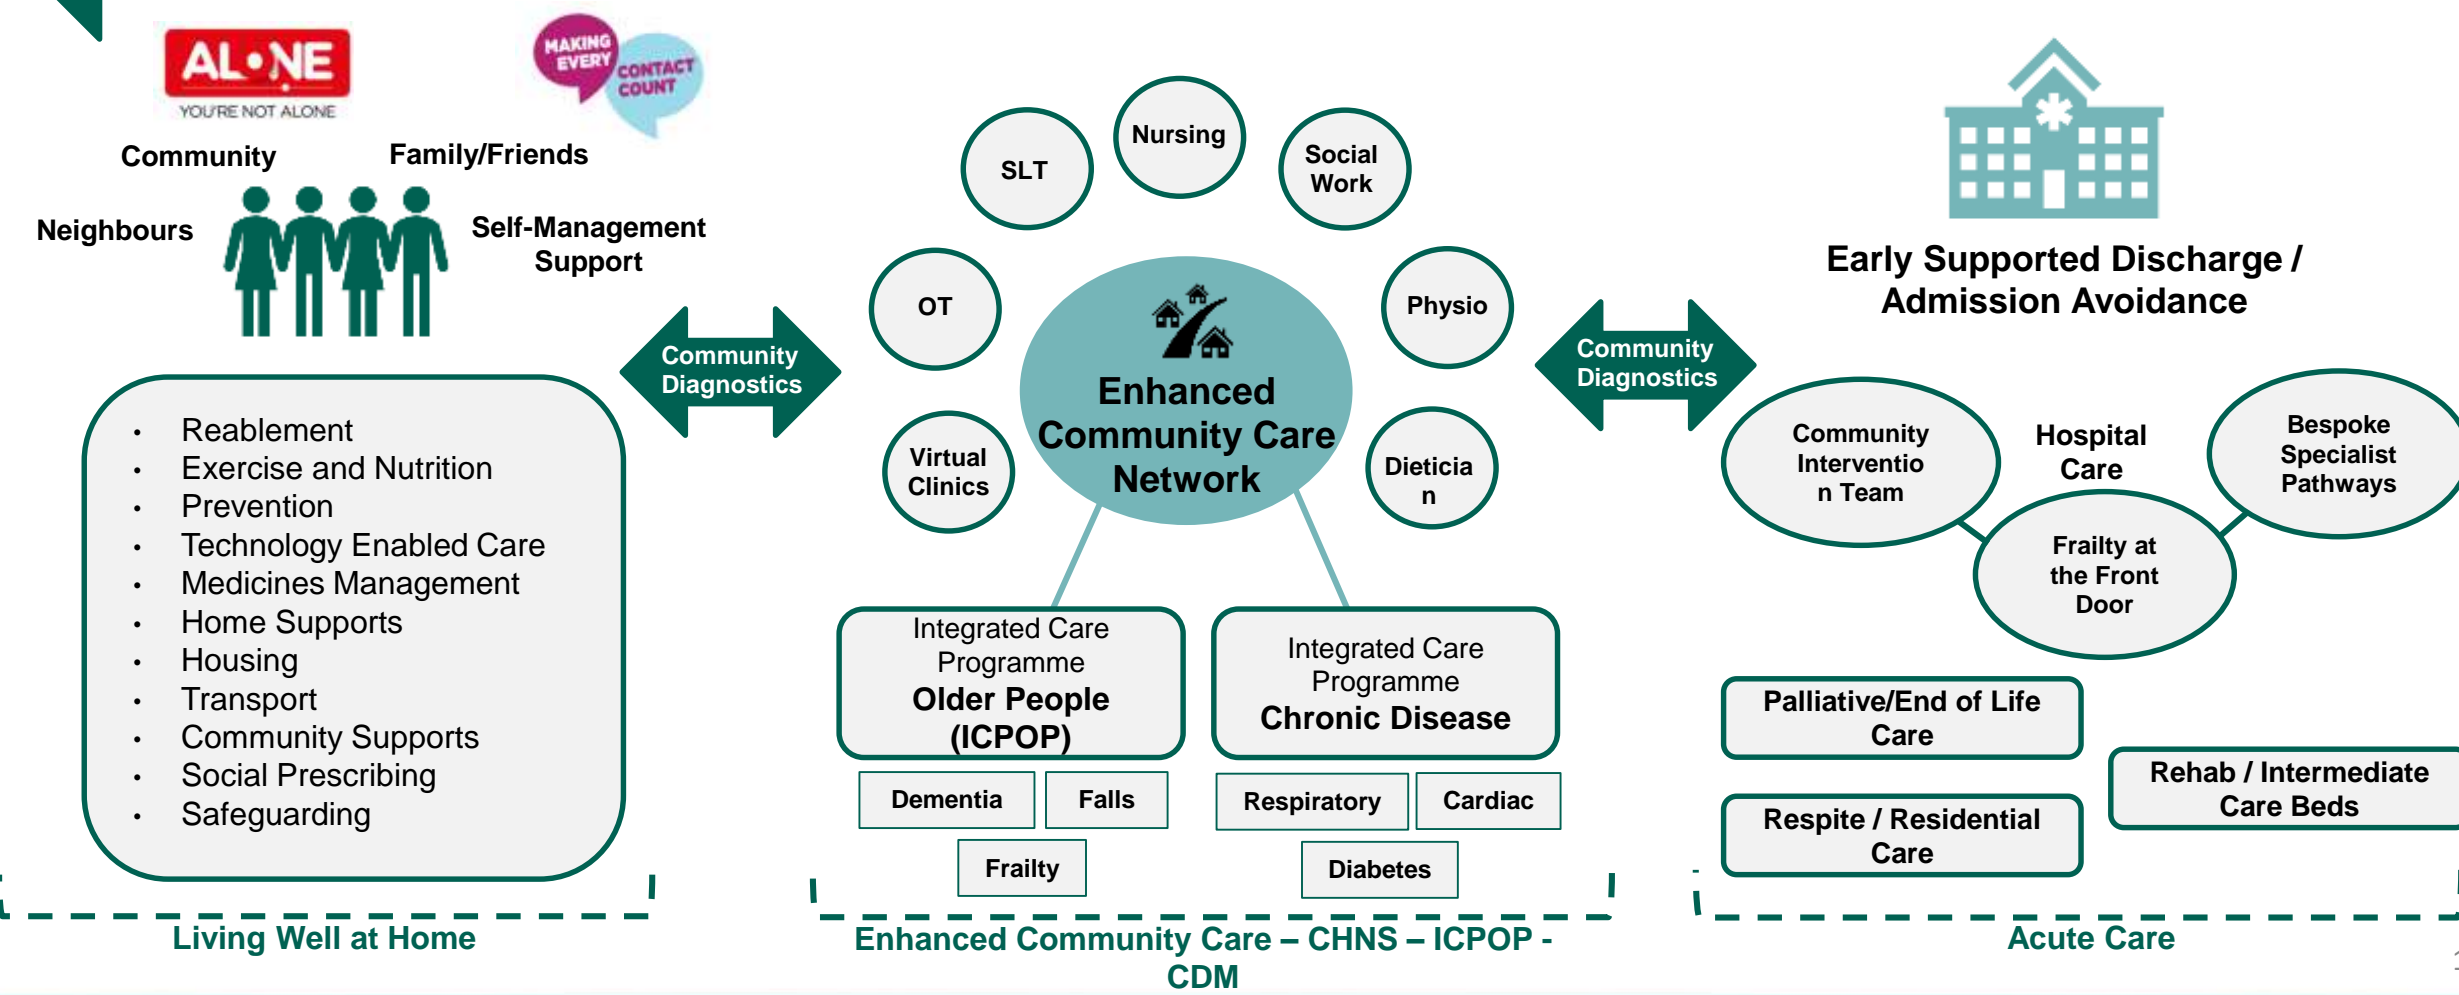 AL•NE
YOU'RE NOT ALONE
MAKING
EVERY
CONTACT
COUNT
Community
Family/Friends
Neighbours
Self-Management
Support
• Reablement
• Exercise and Nutrition
• Prevention
• Technology Enabled Care
• Medicines Management
• Home Supports
• Housing
• Transport
• Community Supports
• Social Prescribing
• Safeguarding
Living Well at Home
Community
Diagnostics
Nursing
SLT
Social
Work
OT
Physio
Virtual
Clinics
Dieticia
n
Enhanced
Community Care
Network
Integrated Care
Programme
Older People
(ICPOP)
Dementia
Falls
Frailty
Integrated Care
Programme
Chronic Disease
Respiratory
Cardiac
Diabetes
Enhanced Community Care – CHNS – ICPOP -
CDM
Community
Diagnostics
Early Supported Discharge /
Admission Avoidance
Community
Interventio
n Team
Hospital
Care
Bespoke
Specialist
Pathways
Frailty at
the Front
Door
Palliative/End of Life
Care
Rehab / Intermediate
Care Beds
Respite / Residential
Care
Acute Care